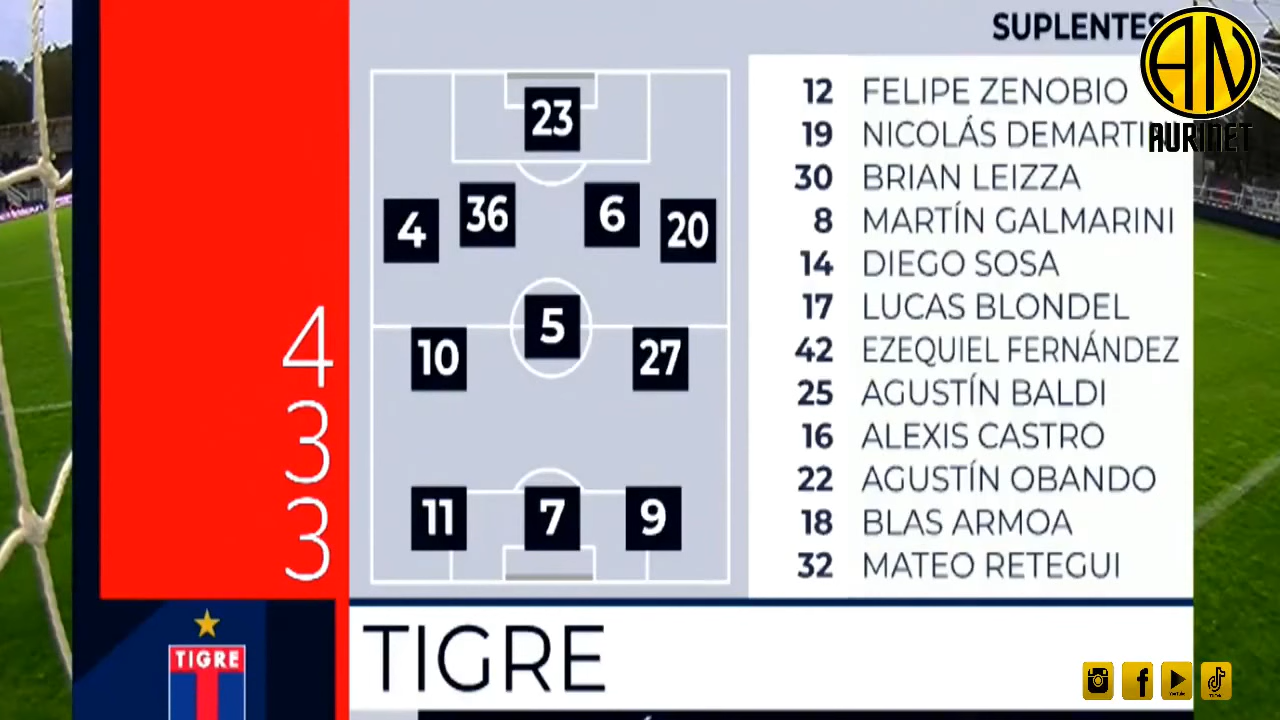 SUPLENTES
12 FELIPE ZENOBIO
19 NICOLÁS
30 BRIAN LEIZZA
8 MARTÍN GALMARINI
14 DIEGO SOSA
17 LUCAS BLONDEL
42 EZEQUIEL FERNÁNDEZ
25 AGUSTÍN BALDI
16 ALEXIS CASTRO
22 AGUSTÍN OBANDO
18 BLAS ARMOA
32 MATEO RETEGUI
AN
AURINET
23
4 36 6 20
5
10 27
11 7 9
4
3
3
TIGRE
TIGRE